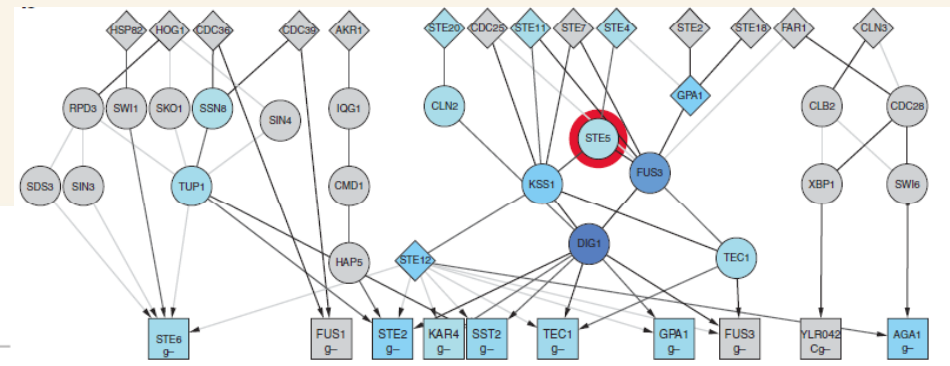 HSP82 HOG1 CDC36 CDC39 AKR1 STE20 CDC25 STE11 STE7 STE4 STE2 STE18 FAR1 CLN3
RPD3 SWI1 SKO1 SSN8 SIN4 IQG1 CLN2 GPA1 CLB2 CDC28
STE5
SDS3 SIN3 TUP1 CMD1 KSS1 FUS3 XBP1 SWI6
HAP5 STE12 DIG1 TEC1
STE6 FUS1 STE2 KAR4 SST2 TEC1 GPA1 FUS3 YLR042 AGA1
g– g– g– g– g– g– g– g– Cg– g–